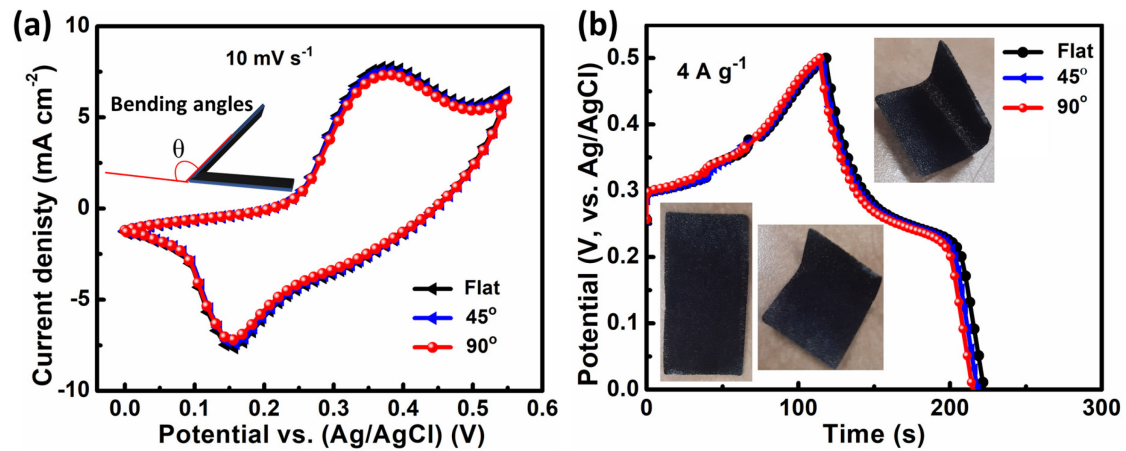 (a)
10 mV s⁻¹
Bending angles
θ
Flat
45°
90°
10
5
0
-5
-10
Current denisty (mA cm⁻²)
0.0 0.1 0.2 0.3 0.4 0.5 0.6
Potential vs. (Ag/AgCl) (V)
(b)
4 A g⁻¹
Flat
45°
90°
0.5
0.4
0.3
0.2
0.1
0.0
Potential (V, vs. Ag/AgCl)
0 100 200 300
Time (s)